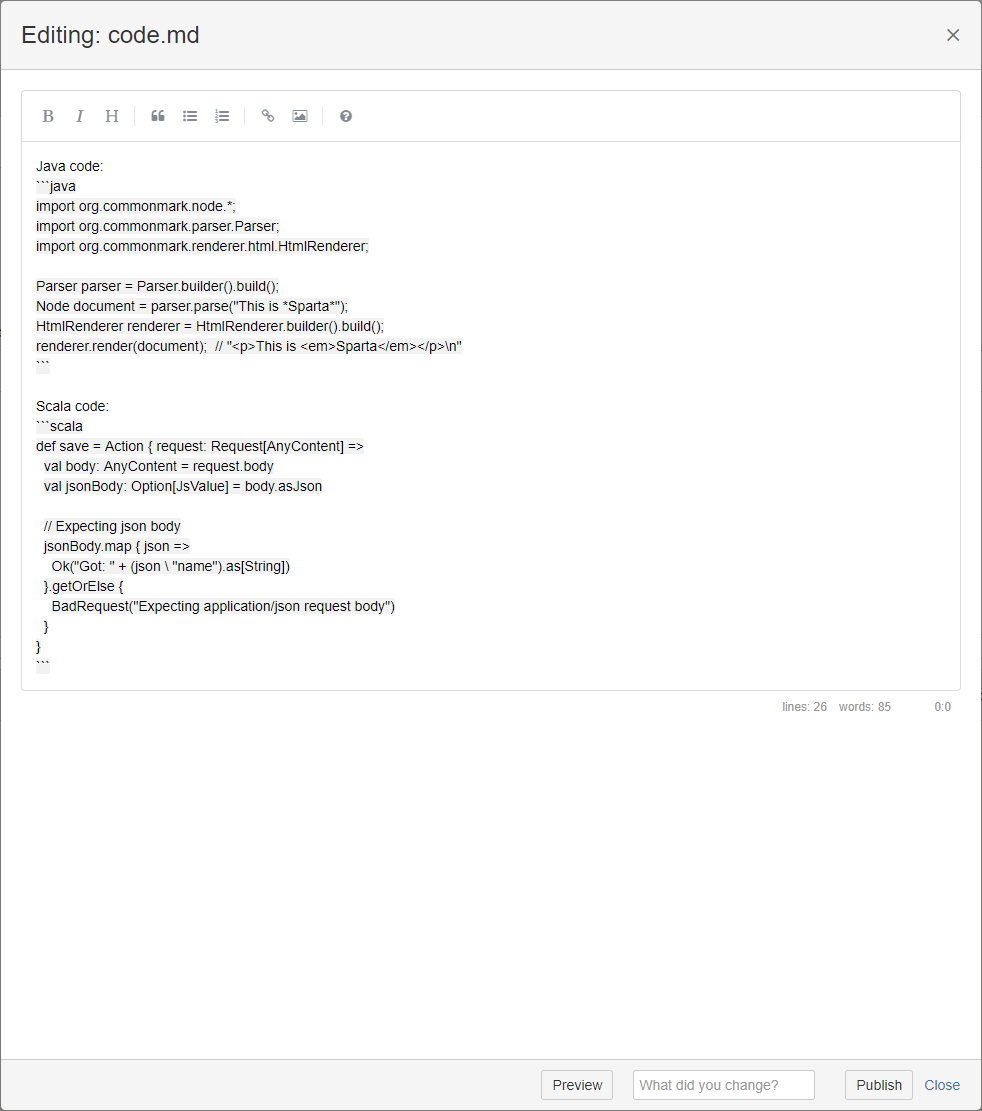 Editing: code.md
×
B I H
Java code:
```java
import org.commonmark.node.*;
import org.commonmark.parser.Parser;
import org.commonmark.renderer.html.HtmlRenderer;

Parser parser = Parser.builder().build();
Node document = parser.parse("This is *Sparta*");
HtmlRenderer renderer = HtmlRenderer.builder().build();
renderer.render(document);  // "<p>This is <em>Sparta</em></p>\n"
```

Scala code:
```scala
def save = Action { request: Request[AnyContent] =>
  val body: AnyContent = request.body
  val jsonBody: Option[JsValue] = body.asJson

  // Expecting json body
  jsonBody.map { json =>
    Ok("Got: " + (json \ "name").as[String])
  }.getOrElse {
    BadRequest("Expecting application/json request body")
  }
}
```
lines: 26 words: 85 0:0
Preview What did you change? Publish Close